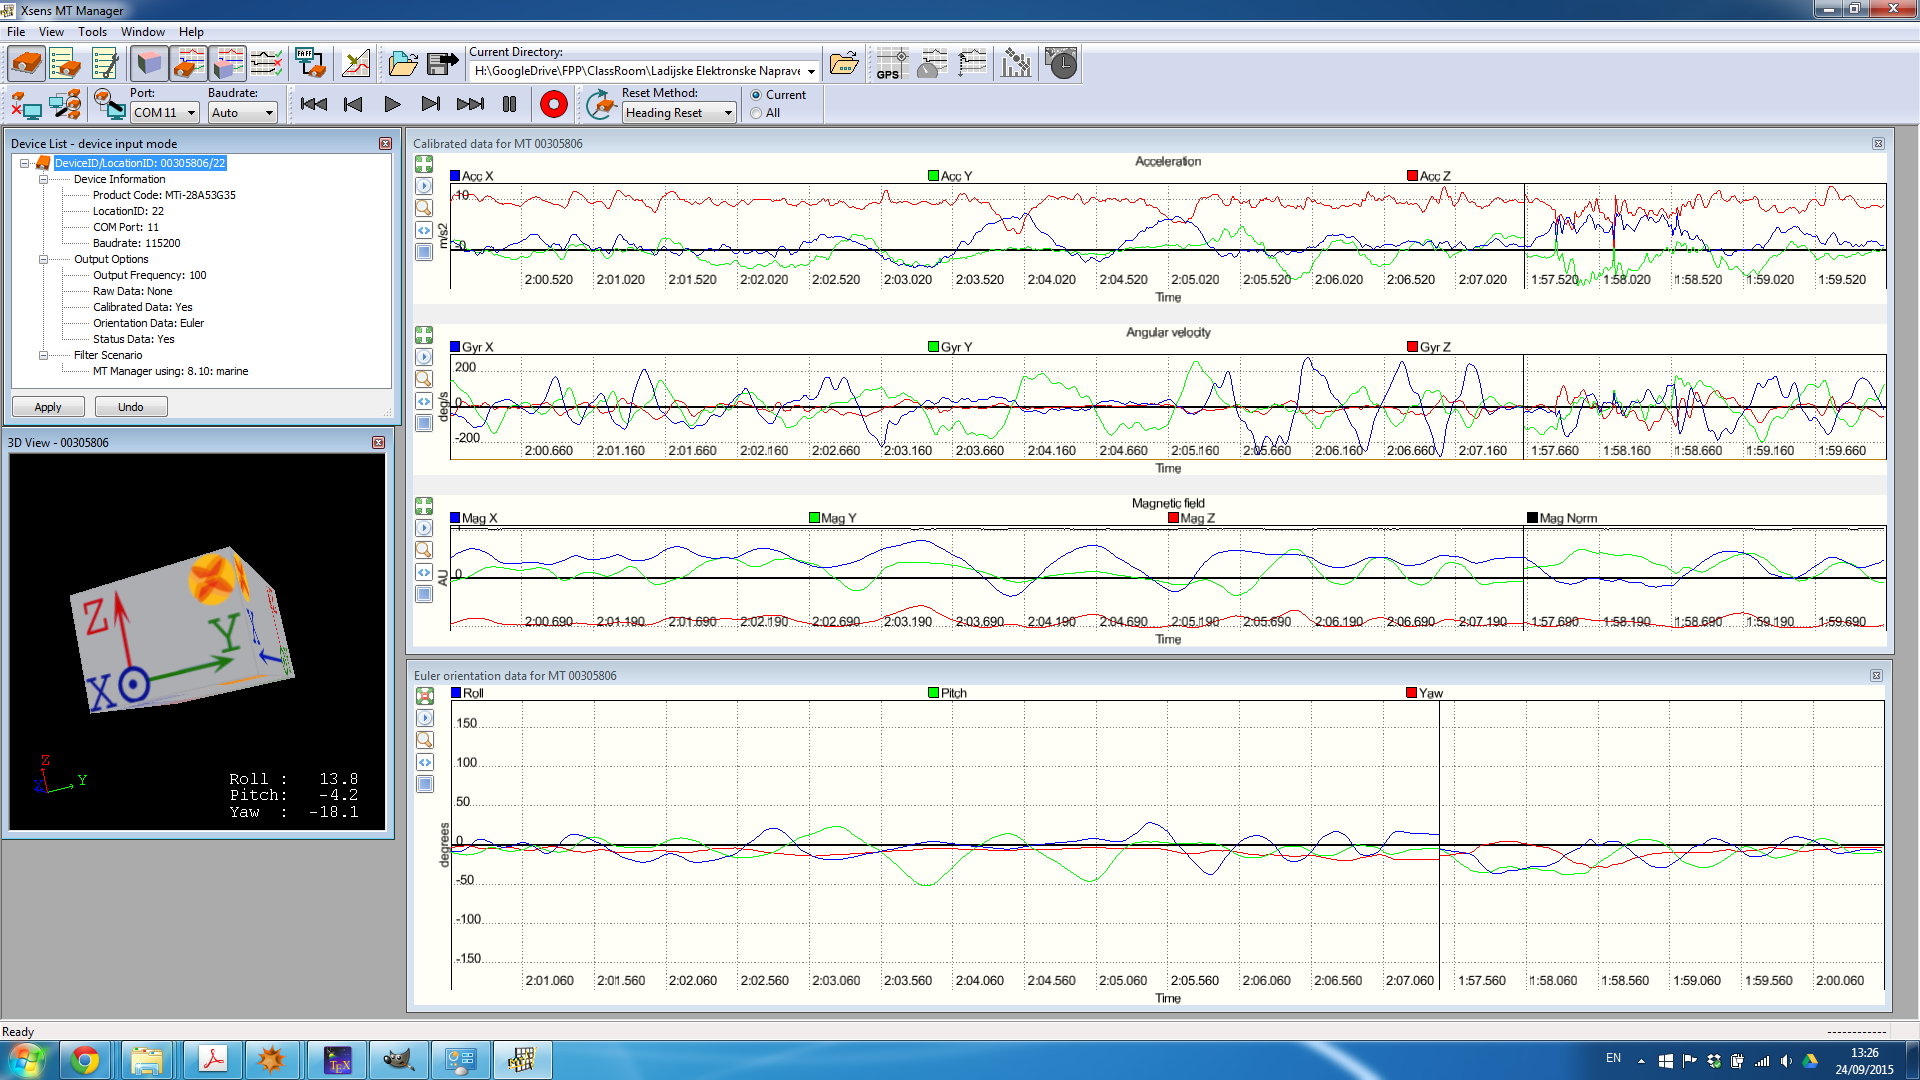 Xsens MT Manager
File View Tools Window Help
Current Directory:
H:\GoogleDrive\FPP\ClassRoom\Ladijske Elektronske Naprave
GPS
Port:
COM 11
Baudrate:
Auto
Reset Method:
Heading Reset
Current
All
Device List - device input mode
DeviceID/LocationID: 00305806/22
Device Information
Product Code: MTi-28A53G35
LocationID: 22
COM Port: 11
Baudrate: 115200
Output Options
Output Frequency: 100
Raw Data: None
Calibrated Data: Yes
Orientation Data: Euler
Status Data: Yes
Filter Scenario
MT Manager using: 8.10: marine
Apply Undo
3D View - 00305806
Z
Y
X
Z
Y
X
Roll : 13.8
Pitch: -4.2
Yaw : -18.1
Calibrated data for MT 00305806
Acceleration
Acc X Acc Y Acc Z
10
0
m/s2
2:00.520 2:01.020 2:01.520 2:02.020 2:02.520 2:03.020 2:03.520 2:04.020 2:04.520 2:05.020 2:05.520 2:06.020 2:06.520 2:07.020 1:57.520 1:58.020 1:58.520 1:59.020 1:59.520
Time
Angular velocity
Gyr X Gyr Y Gyr Z
200
0
-200
deg/s
2:00.660 2:01.160 2:01.660 2:02.160 2:02.660 2:03.160 2:03.660 2:04.160 2:04.660 2:05.160 2:05.660 2:06.160 2:06.660 2:07.160 1:57.660 1:58.160 1:58.660 1:59.160 1:59.660
Time
Magnetic field
Mag X Mag Y Mag Z Mag Norm
1
0
AU
2:00.690 2:01.190 2:01.690 2:02.190 2:02.690 2:03.190 2:03.690 2:04.190 2:04.690 2:05.190 2:05.690 2:06.190 2:06.690 2:07.190 1:57.690 1:58.190 1:58.690 1:59.190 1:59.690
Time
Euler orientation data for MT 00305806
Roll Pitch Yaw
150
100
50
0
-50
-100
-150
degrees
2:01.060 2:01.560 2:02.060 2:02.560 2:03.060 2:03.560 2:04.060 2:04.560 2:05.060 2:05.560 2:06.060 2:06.560 2:07.060 1:57.560 1:58.060 1:58.560 1:59.060 1:59.560 2:00.060
Time
Ready
TEX
EN
13:26
24/09/2015